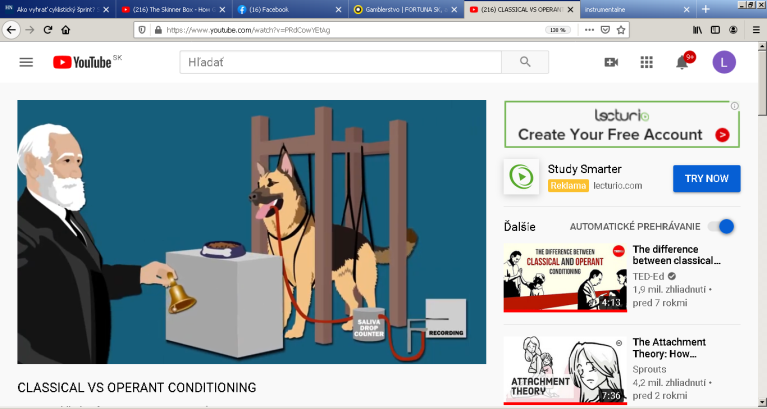 Ako vyhrať cyklistický šprint?
(216) The Skinner Box - How
(16) Facebook
Gamblerstvo | FORTUNA SK,
(216) CLASSICAL VS OPERANT
instrumentalne
https://www.youtube.com/watch?v=PRdCowYEtAg
130 %
YouTube SK
Hľadať
9+
L
SALIVA
DROP
COUNTER
RECORDING
CLASSICAL VS OPERANT CONDITIONING
lecturio
Create Your Free Account
Study Smarter
Reklama lecturio.com
TRY NOW
Ďalšie
AUTOMATICKÉ PREHRÁVANIE
THE DIFFERENCE BETWEEN
CLASSICAL AND OPERANT
CONDITIONING
4:13
The difference
between classical...
TED-Ed
1,9 mil. zhliadnutí •
pred 7 rokmi
ATTACHMENT
THEORY
7:36
The Attachment
Theory: How...
Sprouts
4,2 mil. zhliadnutí •
pred 2 rokmi